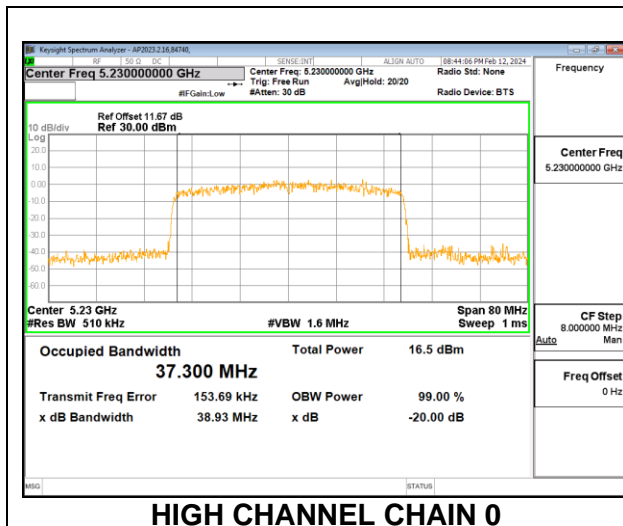 Keysight Spectrum Analyzer - AP2023.2.16,84740,
RF 50 Ω DC SENSE:INT ALIGN AUTO 08:44:06 PM Feb 12, 2024
Center Freq 5.230000000 GHz Center Freq: 5.230000000 GHz Radio Std: None Frequency
Trig: Free Run Avg|Hold: 20/20
#IFGain:Low #Atten: 30 dB Radio Device: BTS
Ref Offset 11.67 dB
10 dB/div Ref 30.00 dBm
Log
20.0
10.0
0.00
-10.0
-20.0
-30.0
-40.0
-50.0
-60.0
Center 5.23 GHz Span 80 MHz
#Res BW 510 kHz #VBW 1.6 MHz Sweep 1 ms
Occupied Bandwidth Total Power 16.5 dBm
37.300 MHz
Transmit Freq Error 153.69 kHz OBW Power 99.00 %
x dB Bandwidth 38.93 MHz x dB -20.00 dB
Center Freq
5.230000000 GHz
CF Step
8.000000 MHz
Auto Man
Freq Offset
0 Hz
MSG STATUS
HIGH CHANNEL CHAIN 0